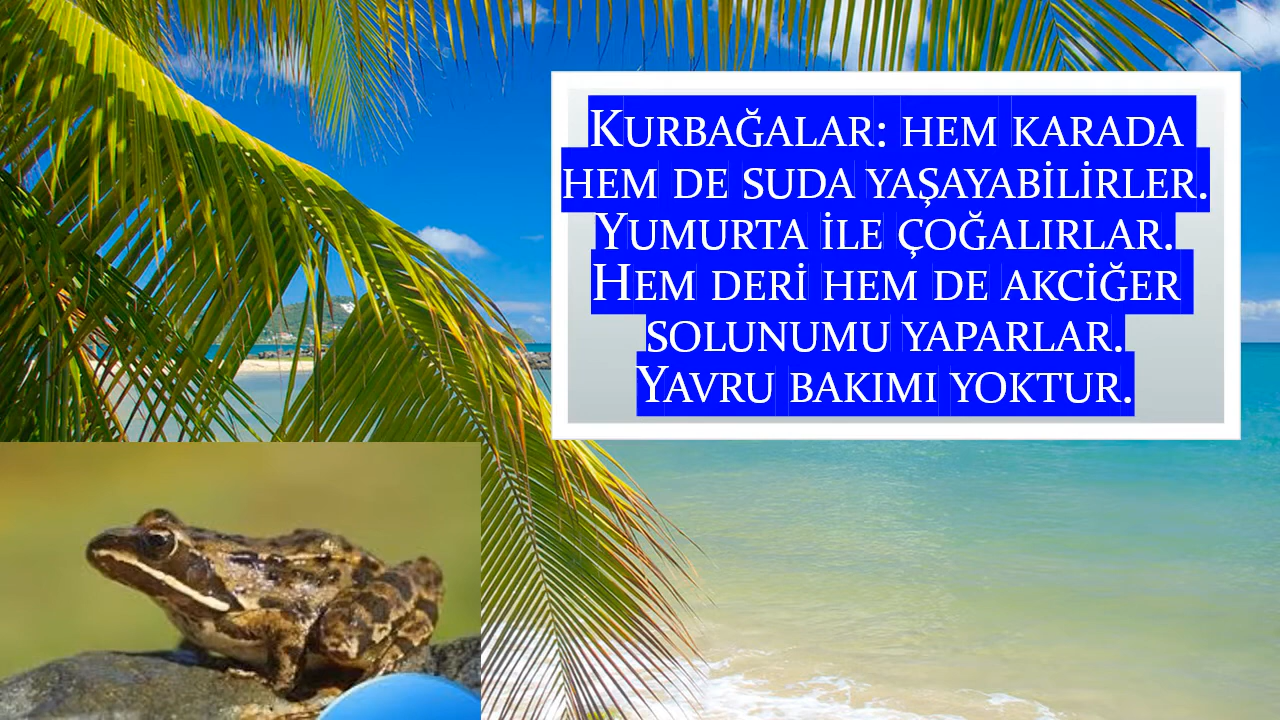 Kurbağalar: hem karada
hem de suda yaşayabilirler.
Yumurta ile çoğalırlar.
Hem deri hem de akciğer
solunumu yaparlar.
Yavru bakımı yoktur.